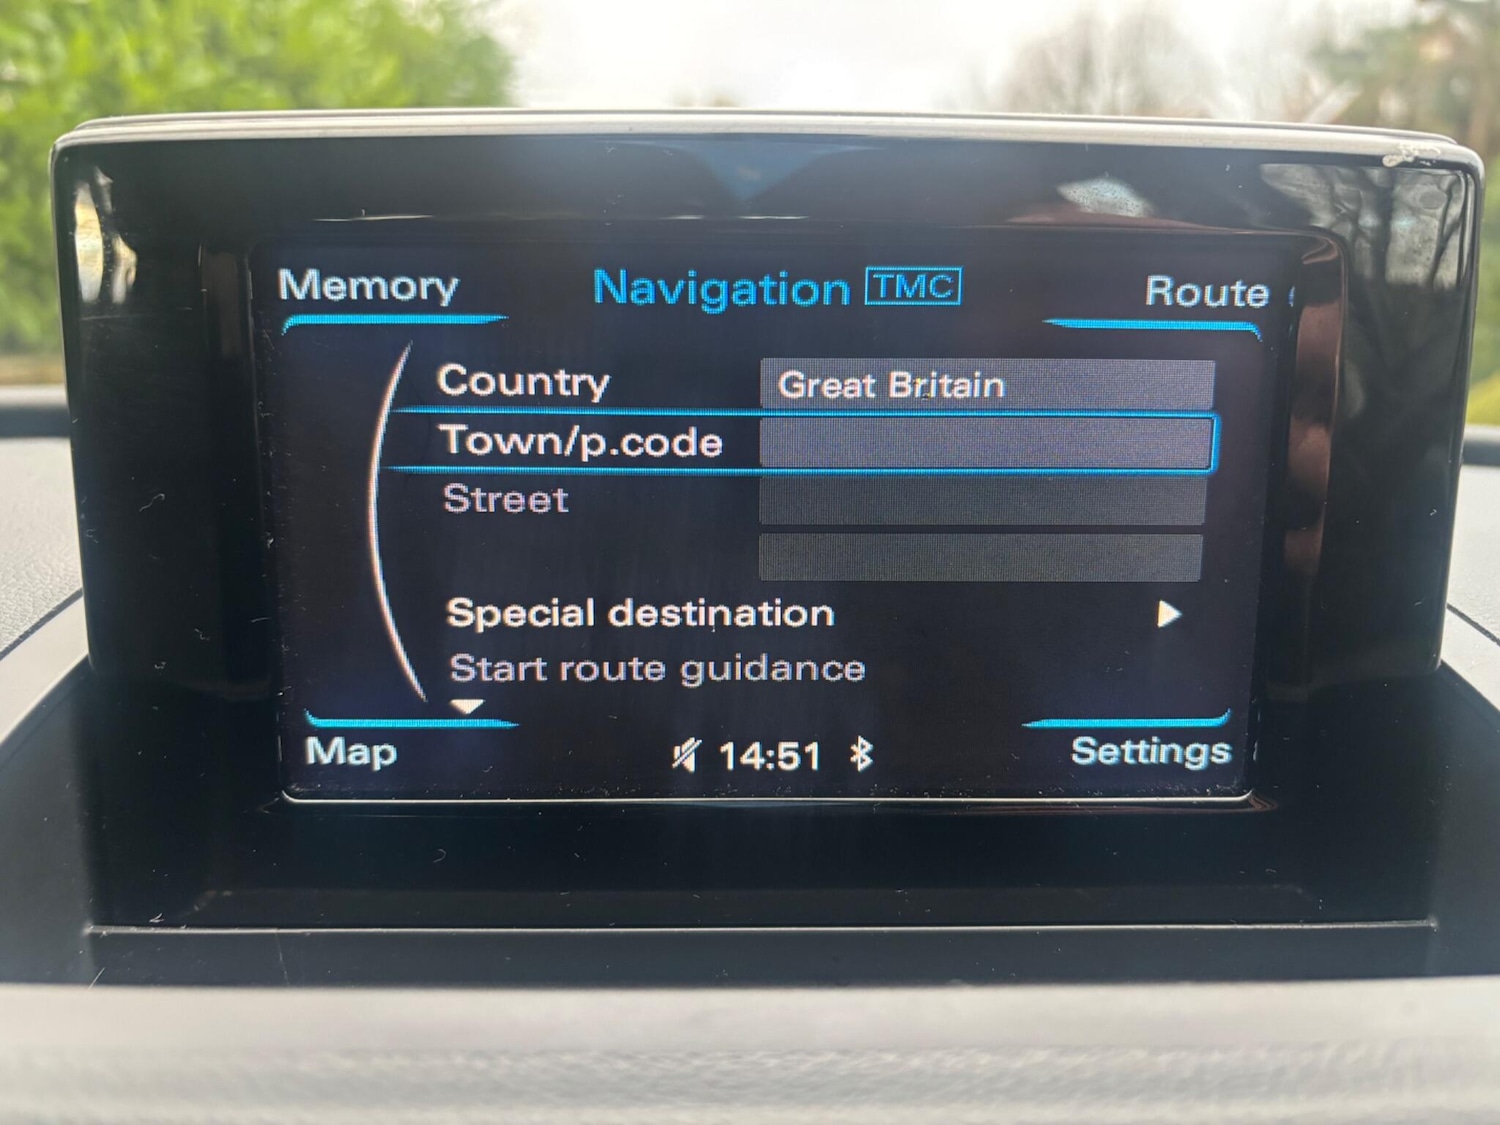 Memory Navigation TMC Route
Country Great Britain
Town/p.code
Street
Special destination
Start route guidance
Map 14:51 Settings